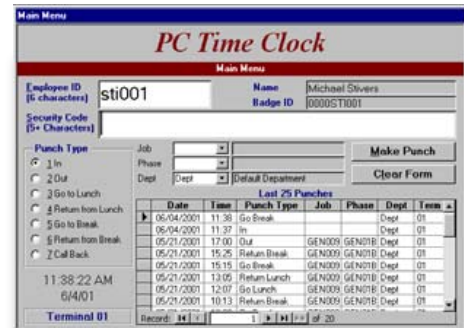 Main Menu
PC Time Clock
Main Menu
Employee ID
(6 characters)
sti001
Name
Michael Stivers
Badge ID
0000STI001
Security Code
(5+ Characters)
Punch Type
1 In
2 Out
3 Go to Lunch
4 Return from Lunch
5 Go to Break
6 Return from Break
7 Call Back
11:38:22 AM
6/4/01
Terminal 01
Job
Phase
Dept
Dept
Default Department
Make Punch
Clear Form
Last 25 Punches
Date Time Punch Type Job Phase Dept Term
06/04/2001 11:38 Go Break Dept 01
06/04/2001 11:37 In Dept 01
05/21/2001 17:00 Out GEN009 GEN01B Dept 01
05/21/2001 15:25 Return Break GEN009 GEN01B Dept 01
05/21/2001 15:15 Go Break GEN009 GEN01B Dept 01
05/21/2001 13:05 Return Lunch GEN009 GEN01B Dept 01
05/21/2001 12:07 Go Lunch GEN009 GEN01B Dept 01
05/21/2001 10:13 Return Break GEN009 GEN01B Dept 01
Record: 1 of 20